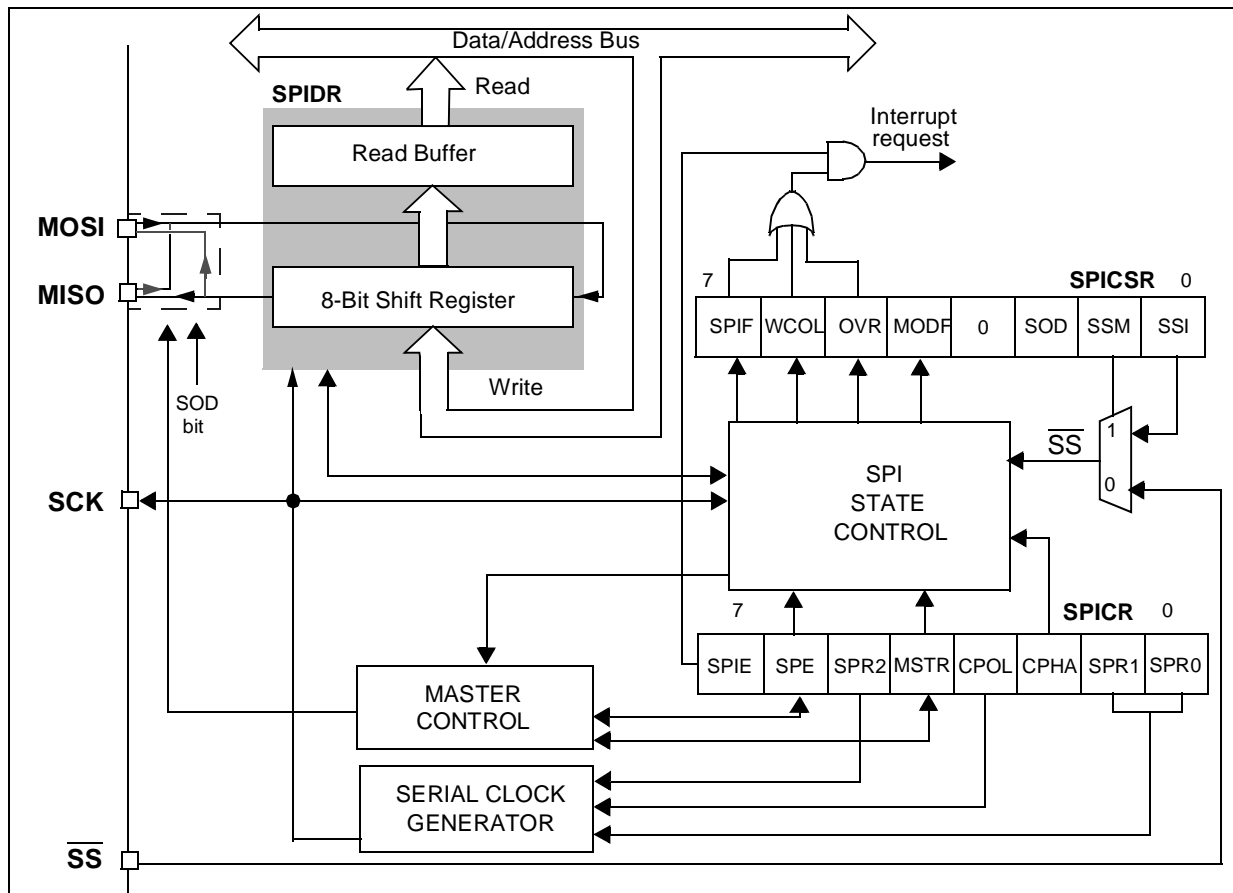 Data/Address Bus
Read
SPIDR
Interrupt
request
Read Buffer
MOSI
MISO
8-Bit Shift Register
7
SPICSR 0
SPIF WCOL OVR MODF 0 SOD SSM SSI
Write
SOD
bit
1
SS
0
SCK
SPI
STATE
CONTROL
7
SPICR 0
SPIE SPE SPR2 MSTR CPOL CPHA SPR1 SPR0
MASTER
CONTROL
SERIAL CLOCK
GENERATOR
SS